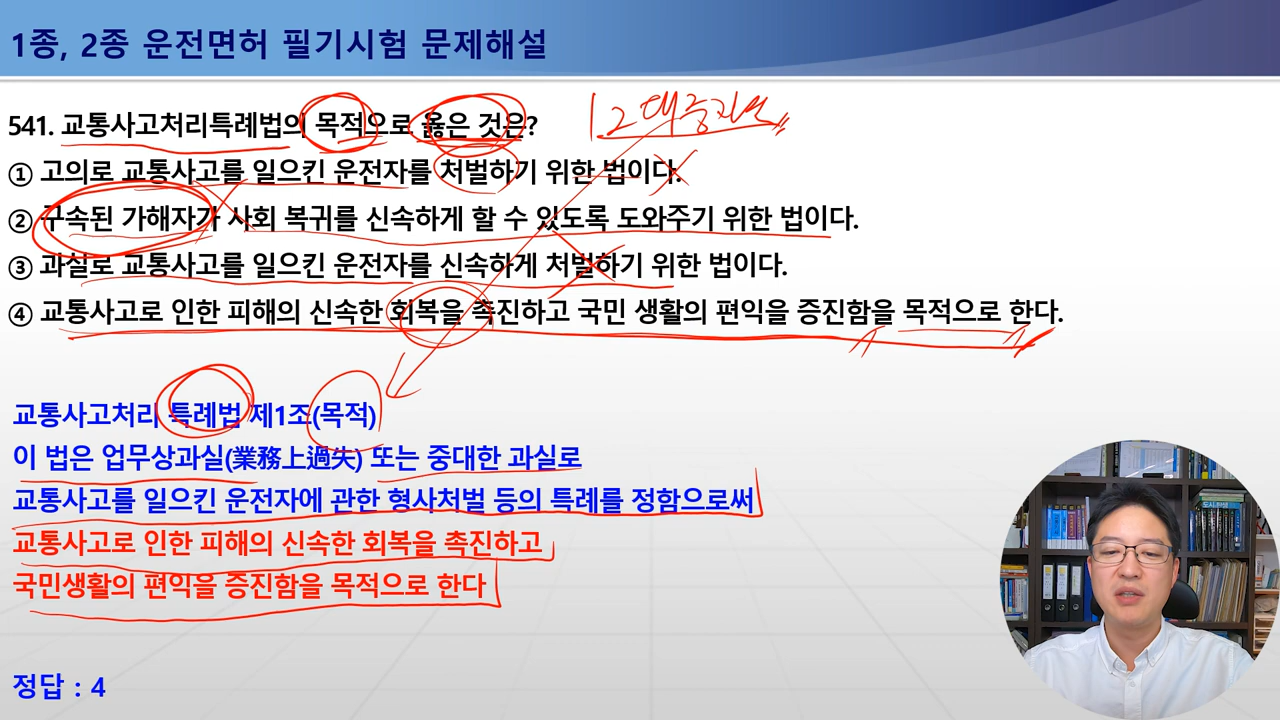 1종, 2종 운전면허 필기시험 문제해설
541. 교통사고처리특례법의 목적으로 옳은 것은?
12대중과실
① 고의로 교통사고를 일으킨 운전자를 처벌하기 위한 법이다.
② 구속된 가해자가 사회 복귀를 신속하게 할 수 있도록 도와주기 위한 법이다.
③ 과실로 교통사고를 일으킨 운전자를 신속하게 처벌하기 위한 법이다.
④ 교통사고로 인한 피해의 신속한 회복을 촉진하고 국민 생활의 편익을 증진함을 목적으로 한다.
교통사고처리 특례법 제1조(목적)
이 법은 업무상과실(業務上過失) 또는 중대한 과실로
교통사고를 일으킨 운전자에 관한 형사처벌 등의 특례를 정함으로써
교통사고로 인한 피해의 신속한 회복을 촉진하고
국민생활의 편익을 증진함을 목적으로 한다
정답 : 4